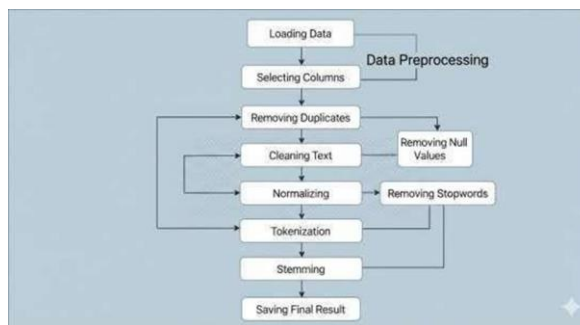 Loading Data
Data Preprocessing
Selecting Columns
Removing Duplicates
Removing Null
Values
Cleaning Text
Normalizing
Removing Stopwords
Tokenization
Stemming
Saving Final Result